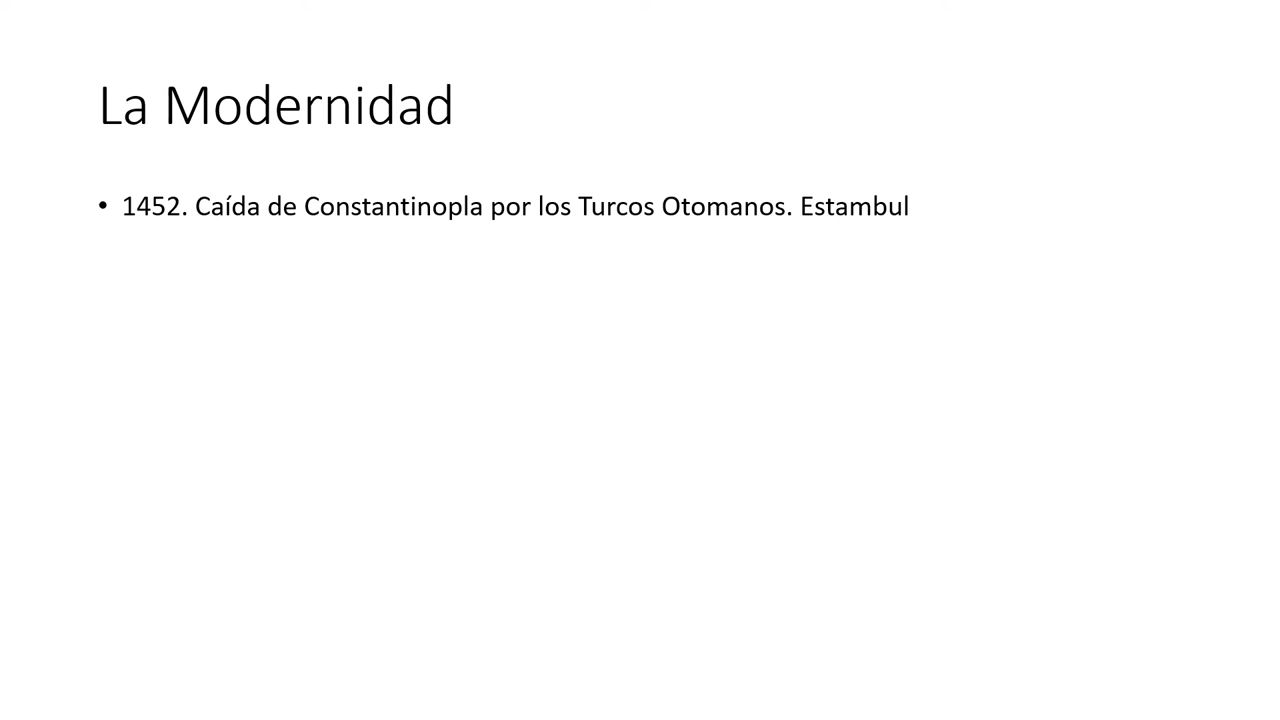 La Modernidad
• 1452. Caída de Constantinopla por los Turcos Otomanos. Estambul